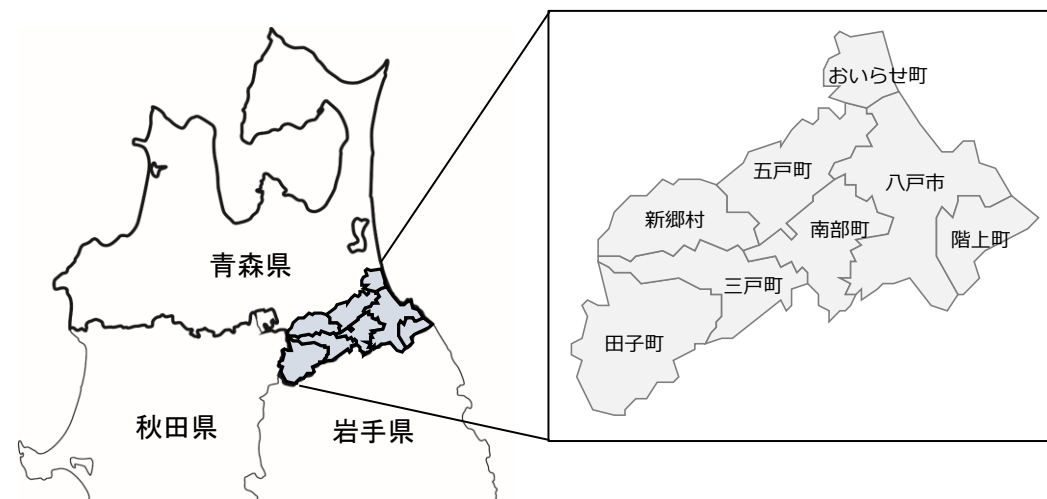 青森県
秋田県
岩手県
おいらせ町
五戸町
八戸市
新郷村
南部町
階上町
三戸町
田子町